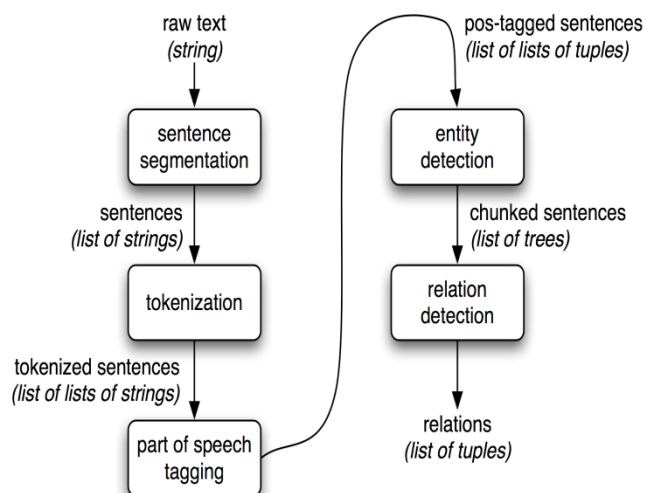 raw text
(string)
sentence
segmentation
sentences
(list of strings)
tokenization
tokenized sentences
(list of lists of strings)
part of speech
tagging
pos-tagged sentences
(list of lists of tuples)
entity
detection
chunked sentences
(list of trees)
relation
detection
relations
(list of tuples)